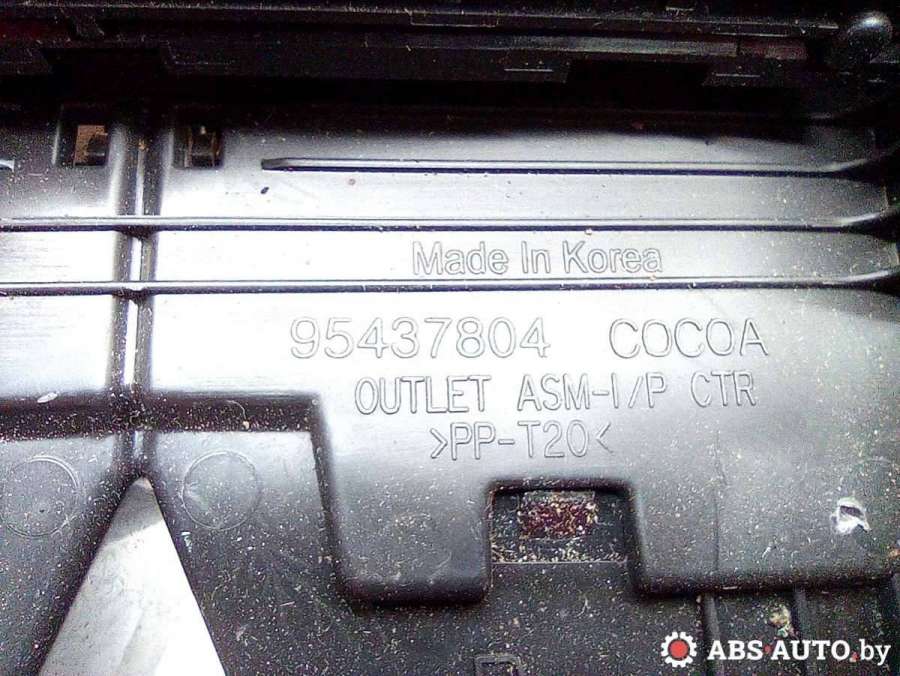 Made In Korea
95437804 COCOA
OUTLET ASM-I/P CTR
>PP-T20<
ABS-AUTO.by